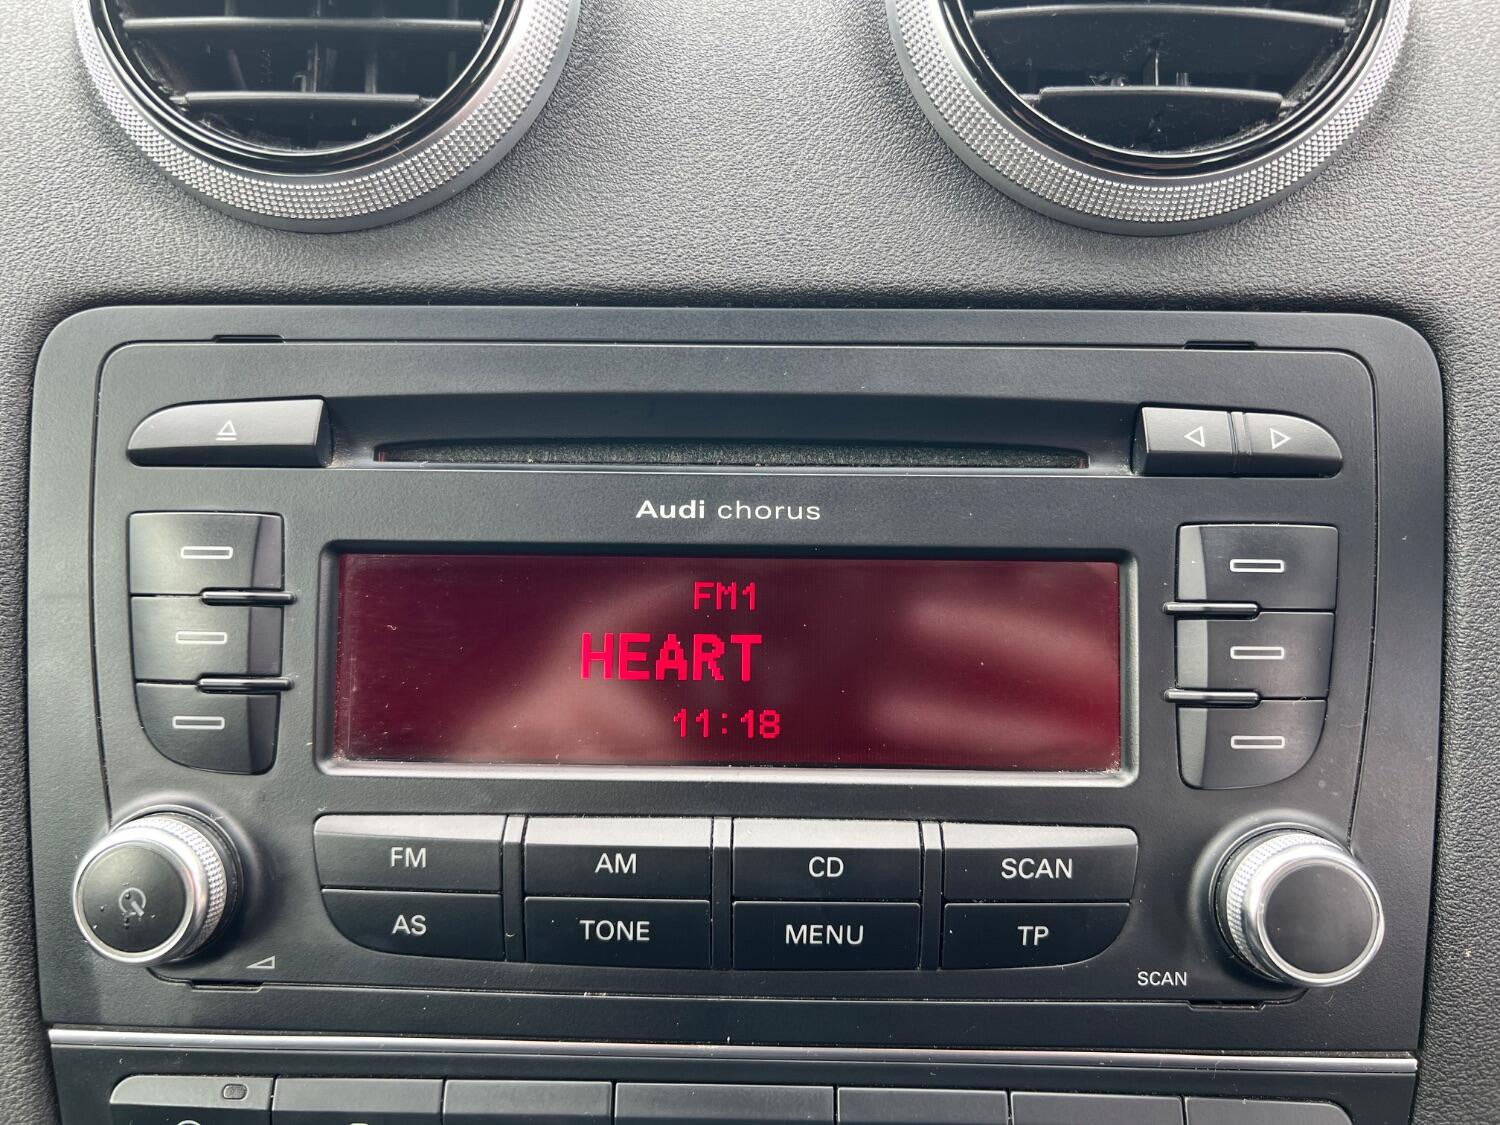 Audi chorus
FM1
HEART
11:18
FM AM CD SCAN
AS TONE MENU TP
SCAN